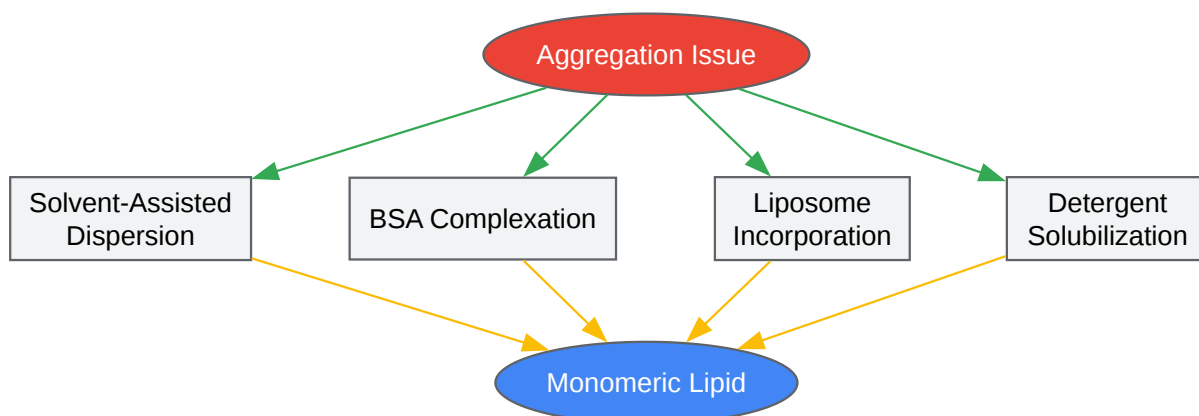 Aggregation Issue
Solvent-Assisted
Dispersion
BSA Complexation
Liposome
Incorporation
Detergent
Solubilization
Monomeric Lipid